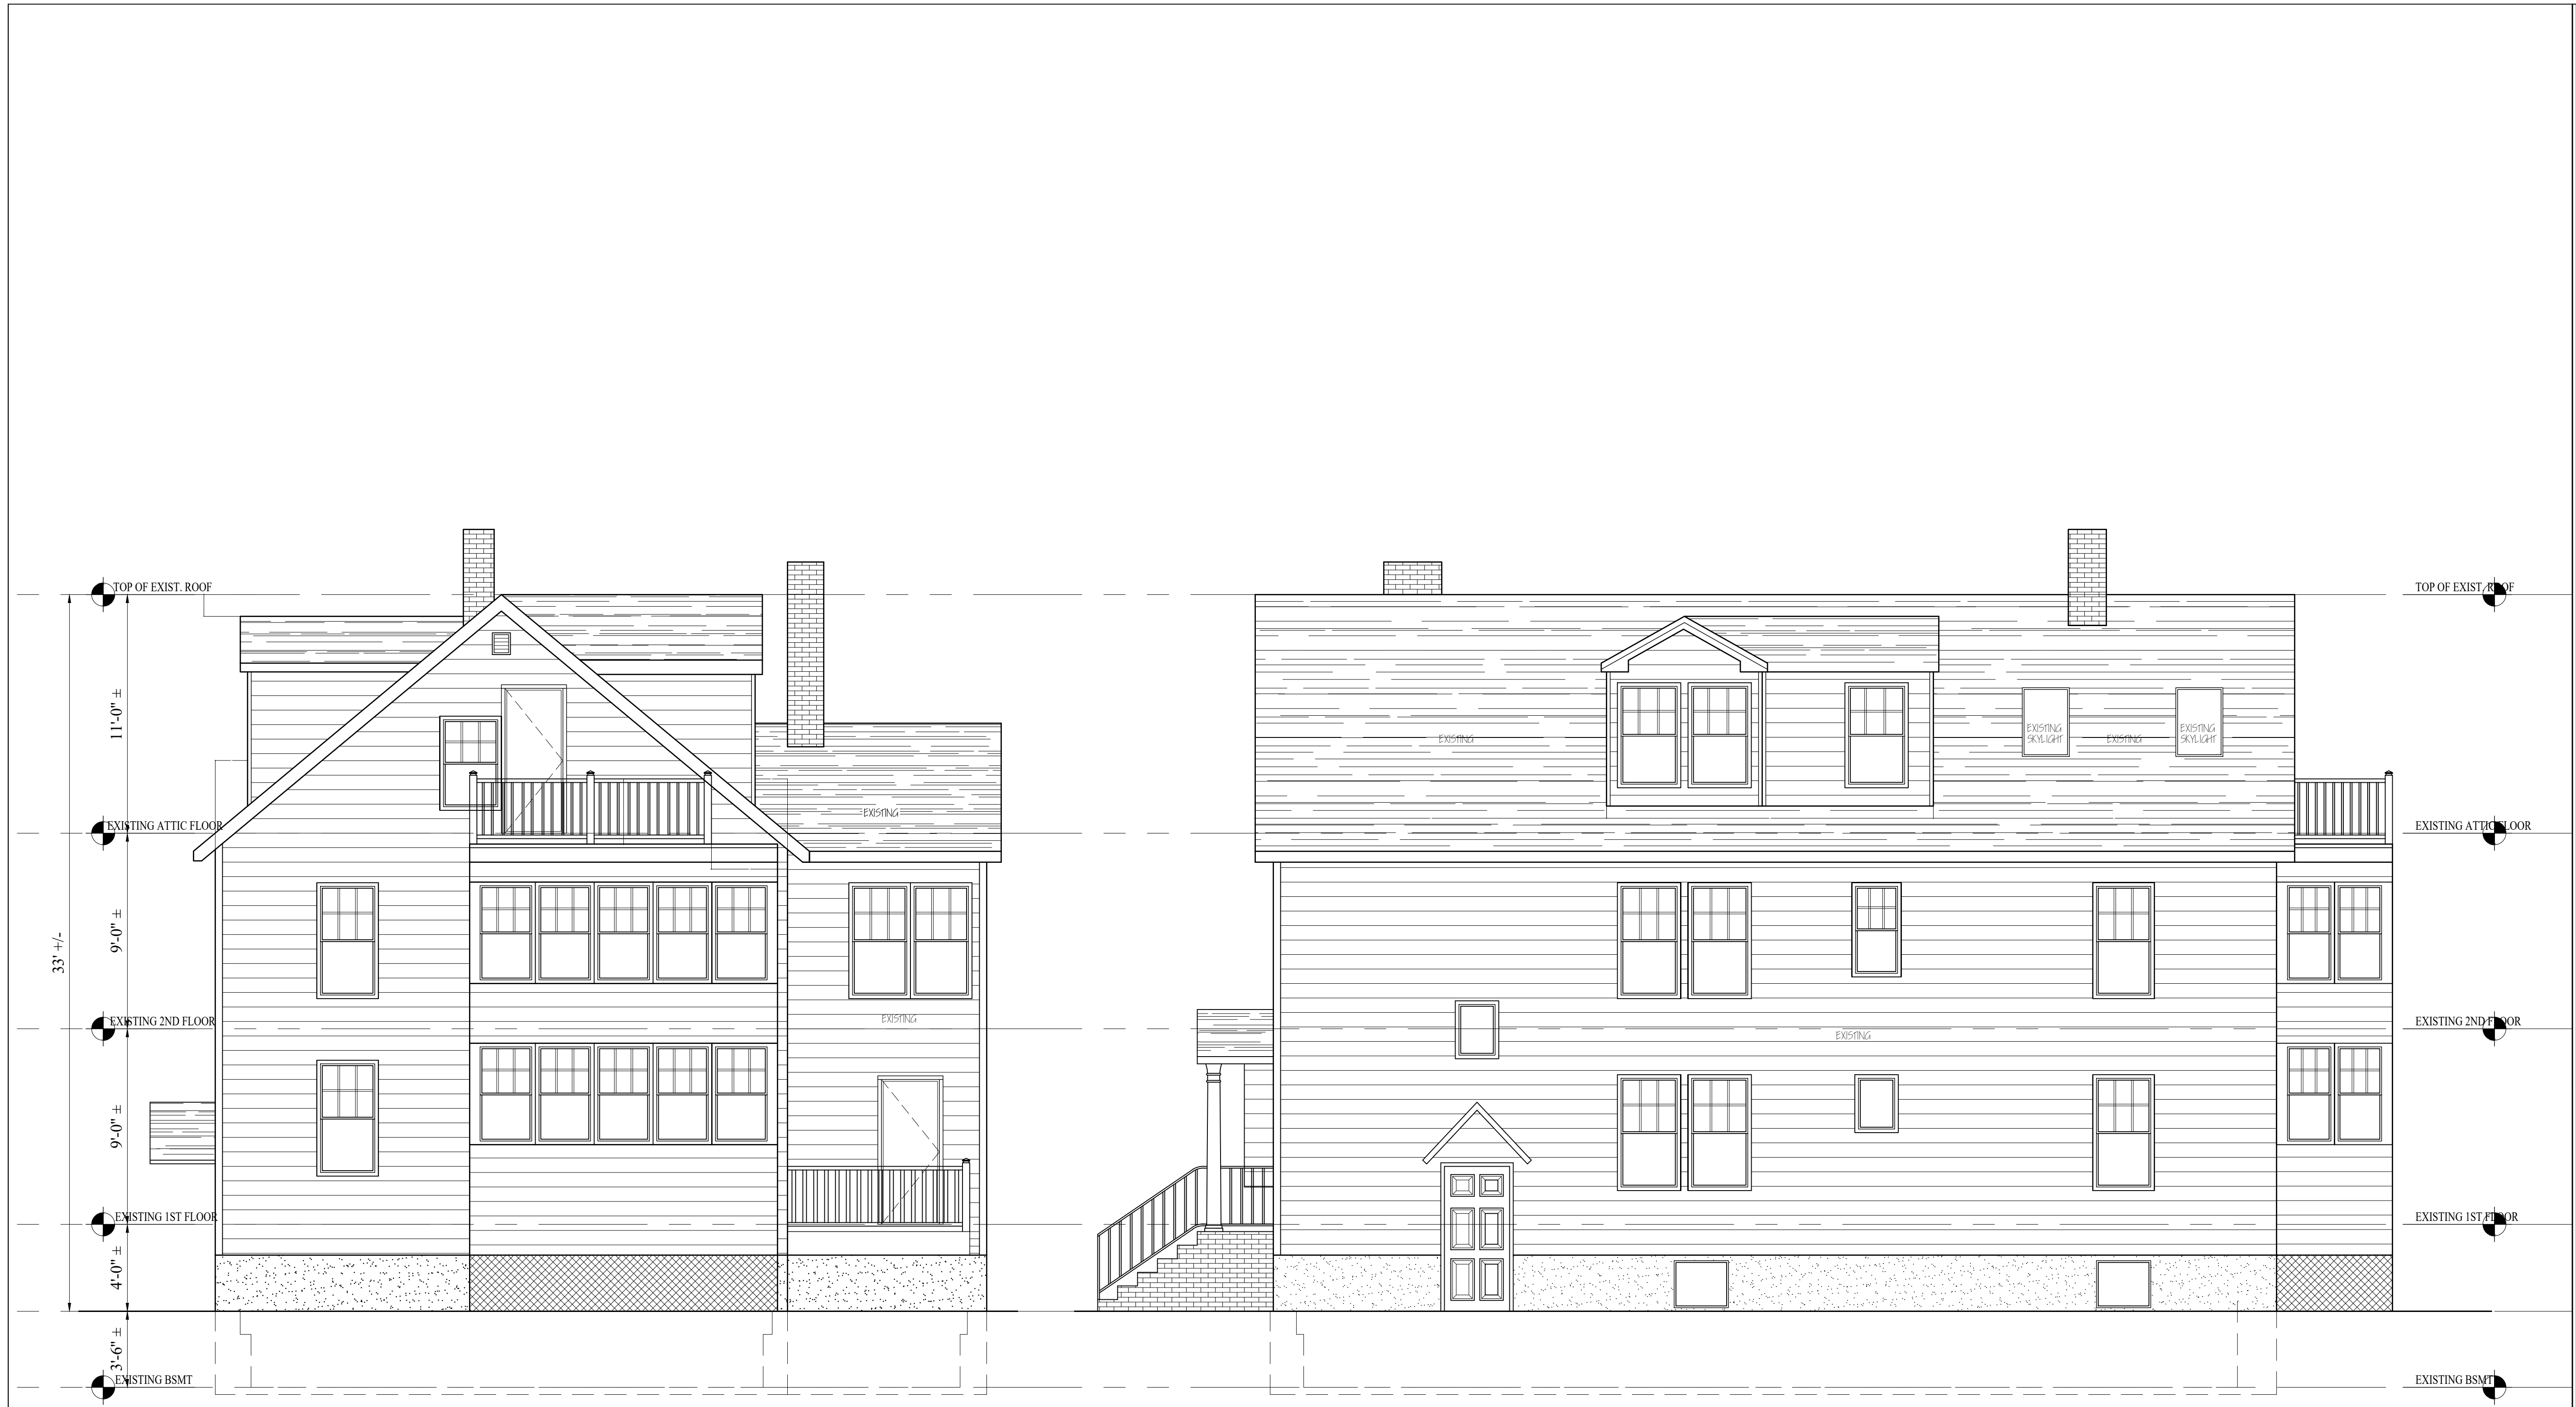 TOP OF EXIST. ROOF
TOP OF EXIST. ROOF
11'-0" ±
EXISTING
SKYLIGHT
EXISTING
SKYLIGHT
EXISTING
EXISTING
EXISTING
EXISTING ATTIC FLOOR
EXISTING ATTIC FLOOR
9'-0" ±
33' +/-
EXISTING
EXISTING 2ND FLOOR
EXISTING 2ND FLOOR
EXISTING
9'-0" ±
EXISTING 1ST FLOOR
EXISTING 1ST FLOOR
4'-0" ±
3'-6" ±
EXISTING BSMT
EXISTING BSMT